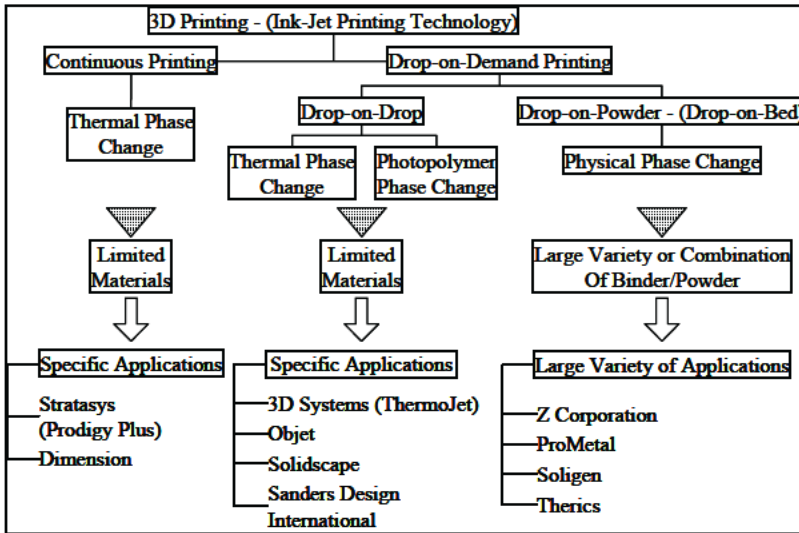 3D Printing - (Ink-Jet Printing Technology)
Continuous Printing
Drop-on-Demand Printing
Thermal Phase
Change
Drop-on-Drop
Drop-on-Powder - (Drop-on-Bed)
Thermal Phase
Change
Photopolymer
Phase Change
Physical Phase Change
Limited
Materials
Limited
Materials
Large Variety or Combination
Of Binder/Powder
Specific Applications
Stratasys
(Prodigy Plus)
Dimension
Specific Applications
3D Systems (ThermoJet)
Objet
Solidscape
Sanders Design
International
Large Variety of Applications
Z Corporation
ProMetal
Soligen
Therics